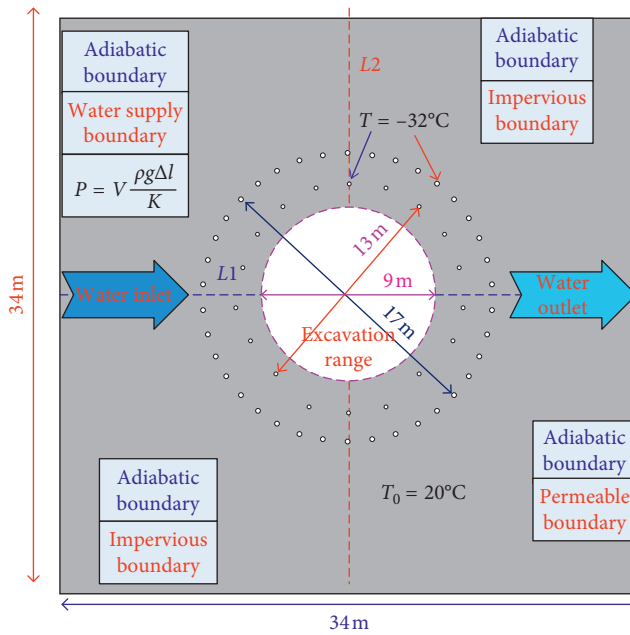 Adiabatic
boundary
Water supply
boundary
P = V ρgΔl / K
L2
T = –32°C
Adiabatic
boundary
Impervious
boundary
34 m
13 m
9 m
17 m
L1
Water inlet
Water
outlet
Excavation
range
Adiabatic
boundary
Impervious
boundary
T₀ = 20°C
Adiabatic
boundary
Permeable
boundary
34 m